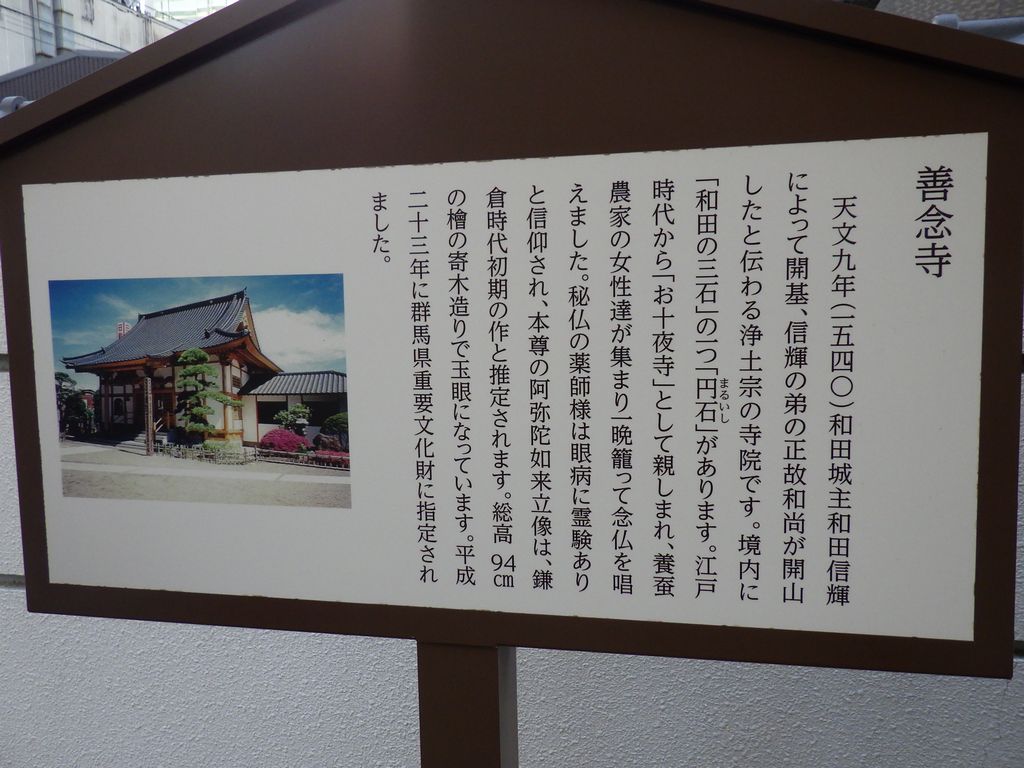 善念寺
天文九年（一五四〇）和田城主和田信輝
によって開基、信輝の弟の正故和尚が開山
したと伝わる浄土宗の寺院です。境内に
「和田の三石」の一つ「円石」があります。江戸
まるいし
時代から「お十夜寺」として親しまれ、養蚕
農家の女性達が集まり一晩籠って念仏を唱
えました。秘仏の薬師様は眼病に霊験あり
と信仰され、本尊の阿弥陀如来立像は、鎌
倉時代初期の作と推定されます。総高94cm
の檜の寄木造りで玉眼になっています。平成
二十三年に群馬県重要文化財に指定され
ました。